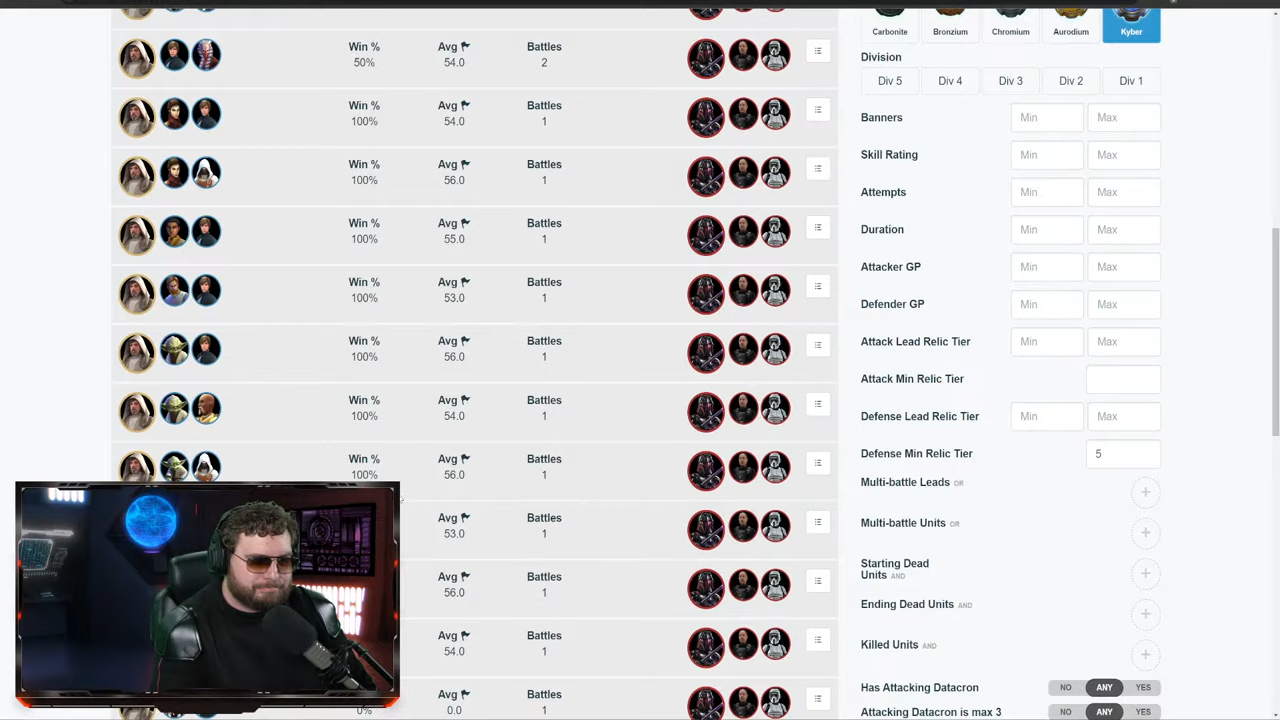 Carbonite Bronzium Chromium Aurodium Kyber
Win % Avg Battles
50% 54.0 2
Win % Avg Battles
100% 54.0 1
Win % Avg Battles
100% 56.0 1
Win % Avg Battles
100% 55.0 1
Win % Avg Battles
100% 53.0 1
Win % Avg Battles
100% 56.0 1
Win % Avg Battles
100% 54.0 1
Win % Avg Battles
100% 56.0 1
Avg Battles
53.0 1
Avg Battles
56.0 1
Avg Battles
54.0 1
Win % Avg Battles
0% 0.0 1
Division
Div 5 Div 4 Div 3 Div 2 Div 1
Banners Min Max
Skill Rating Min Max
Attempts Min Max
Duration Min Max
Attacker GP Min Max
Defender GP Min Max
Attack Lead Relic Tier Min Max
Attack Min Relic Tier
Defense Lead Relic Tier Min Max
Defense Min Relic Tier 5
Multi-battle Leads OR
Multi-battle Units OR
Starting Dead
Units AND
Ending Dead Units AND
Killed Units AND
Has Attacking Datacron NO ANY YES
Attacking Datacron is max 3 NO ANY YES